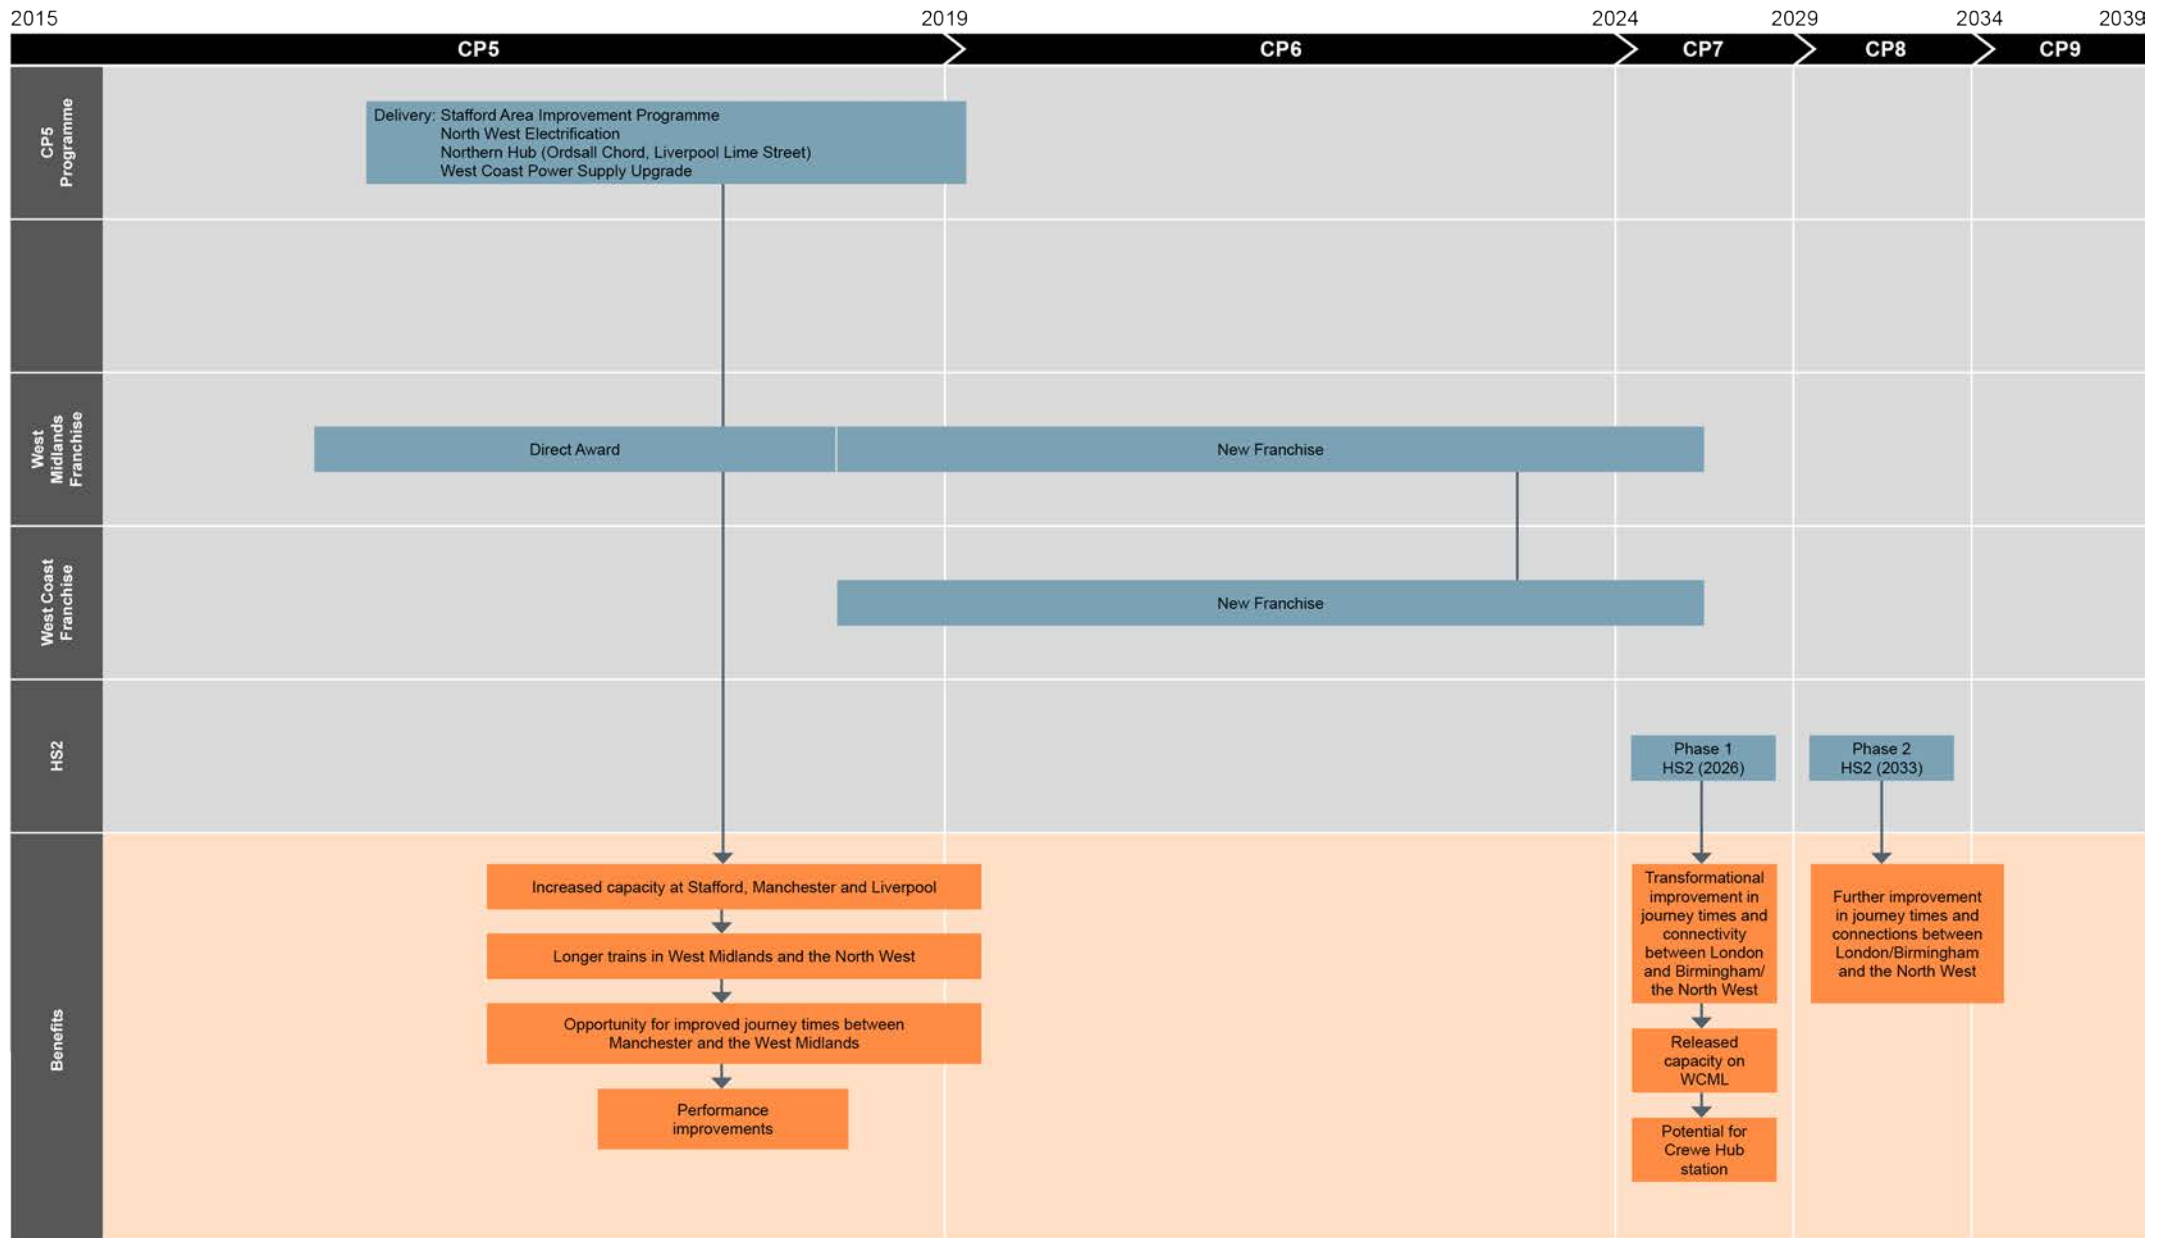 2015 2019 2024 2029 2034 2039
CP5 CP6 CP7 CP8 CP9
CP5
Programme
Delivery: Stafford Area Improvement Programme
North West Electrification
Northern Hub (Ordsall Chord, Liverpool Lime Street)
West Coast Power Supply Upgrade
West
Midlands
Franchise
Direct Award
New Franchise
West Coast
Franchise
New Franchise
HS2
Phase 1
HS2 (2026)
Phase 2
HS2 (2033)
Benefits
Increased capacity at Stafford, Manchester and Liverpool
Longer trains in West Midlands and the North West
Opportunity for improved journey times between
Manchester and the West Midlands
Performance
improvements
Transformational
improvement in
journey times and
connectivity
between London
and Birmingham/
the North West
Released
capacity on
WCML
Potential for
Crewe Hub
station
Further improvement
in journey times and
connections between
London/Birmingham
and the North West